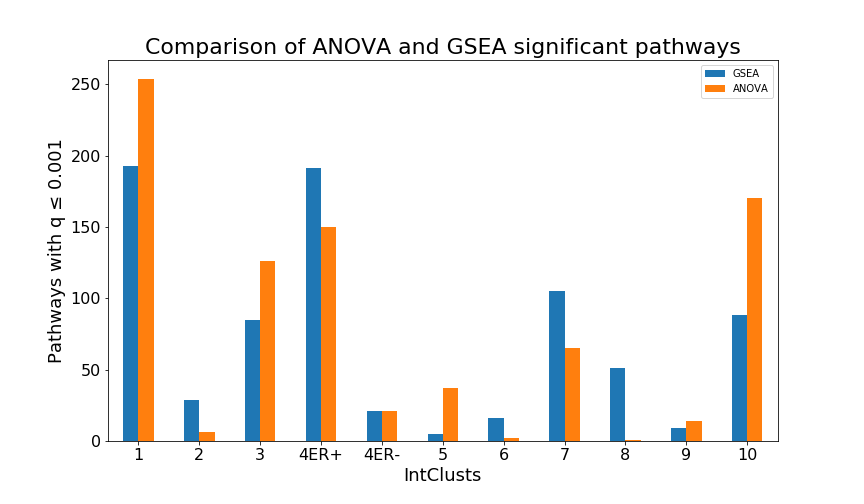 Comparison of ANOVA and GSEA significant pathways
GSEA
ANOVA
Pathways with q ≤ 0.001
250
200
150
100
50
0
1 2 3 4ER+ 4ER- 5 6 7 8 9 10
IntClusts